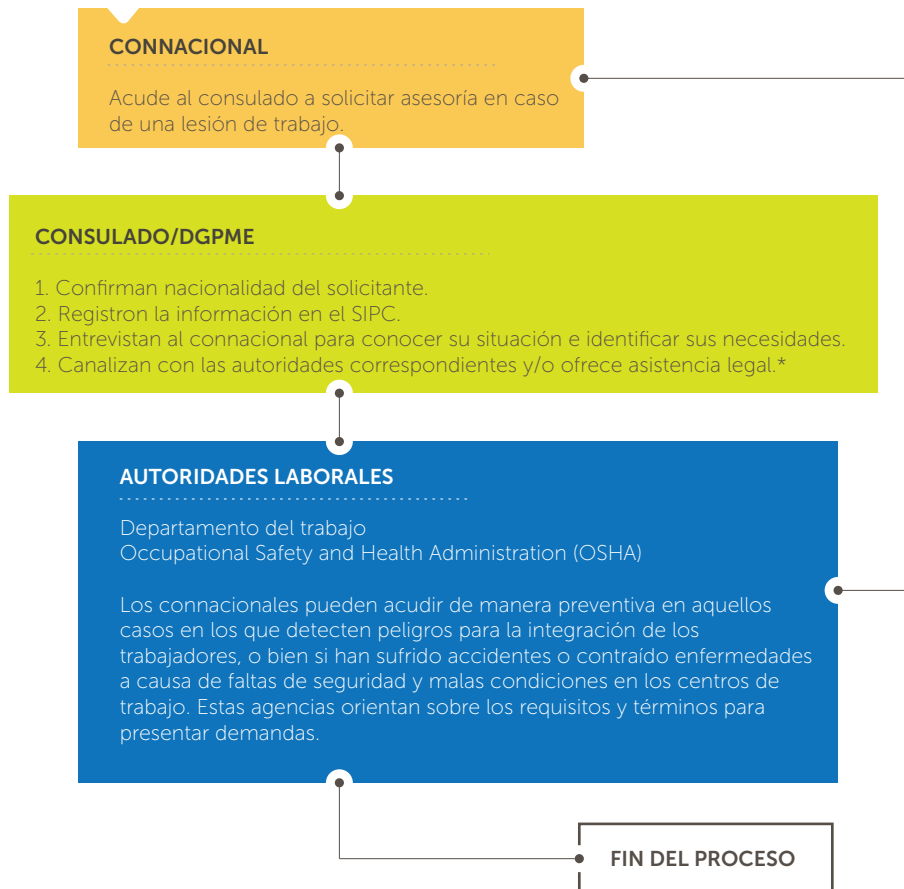 CONNACIONAL
Acude al consulado a solicitar asesoría en caso
de una lesión de trabajo.
CONSULADO/DGPME
1. Confirman nacionalidad del solicitante.
2. Registron la información en el SIPC.
3. Entrevistan al connacional para conocer su situación e identificar sus necesidades.
4. Canalizan con las autoridades correspondientes y/o ofrece asistencia legal.*
AUTORIDADES LABORALES
Departamento del trabajo
Occupational Safety and Health Administration (OSHA)
Los connacionales pueden acudir de manera preventiva en aquellos
casos en los que detecten peligros para la integración de los
trabajadores, o bien si han sufrido accidentes o contraído enfermedades
a causa de faltas de seguridad y malas condiciones en los centros de
trabajo. Estas agencias orientan sobre los requisitos y términos para
presentar demandas.
FIN DEL PROCESO